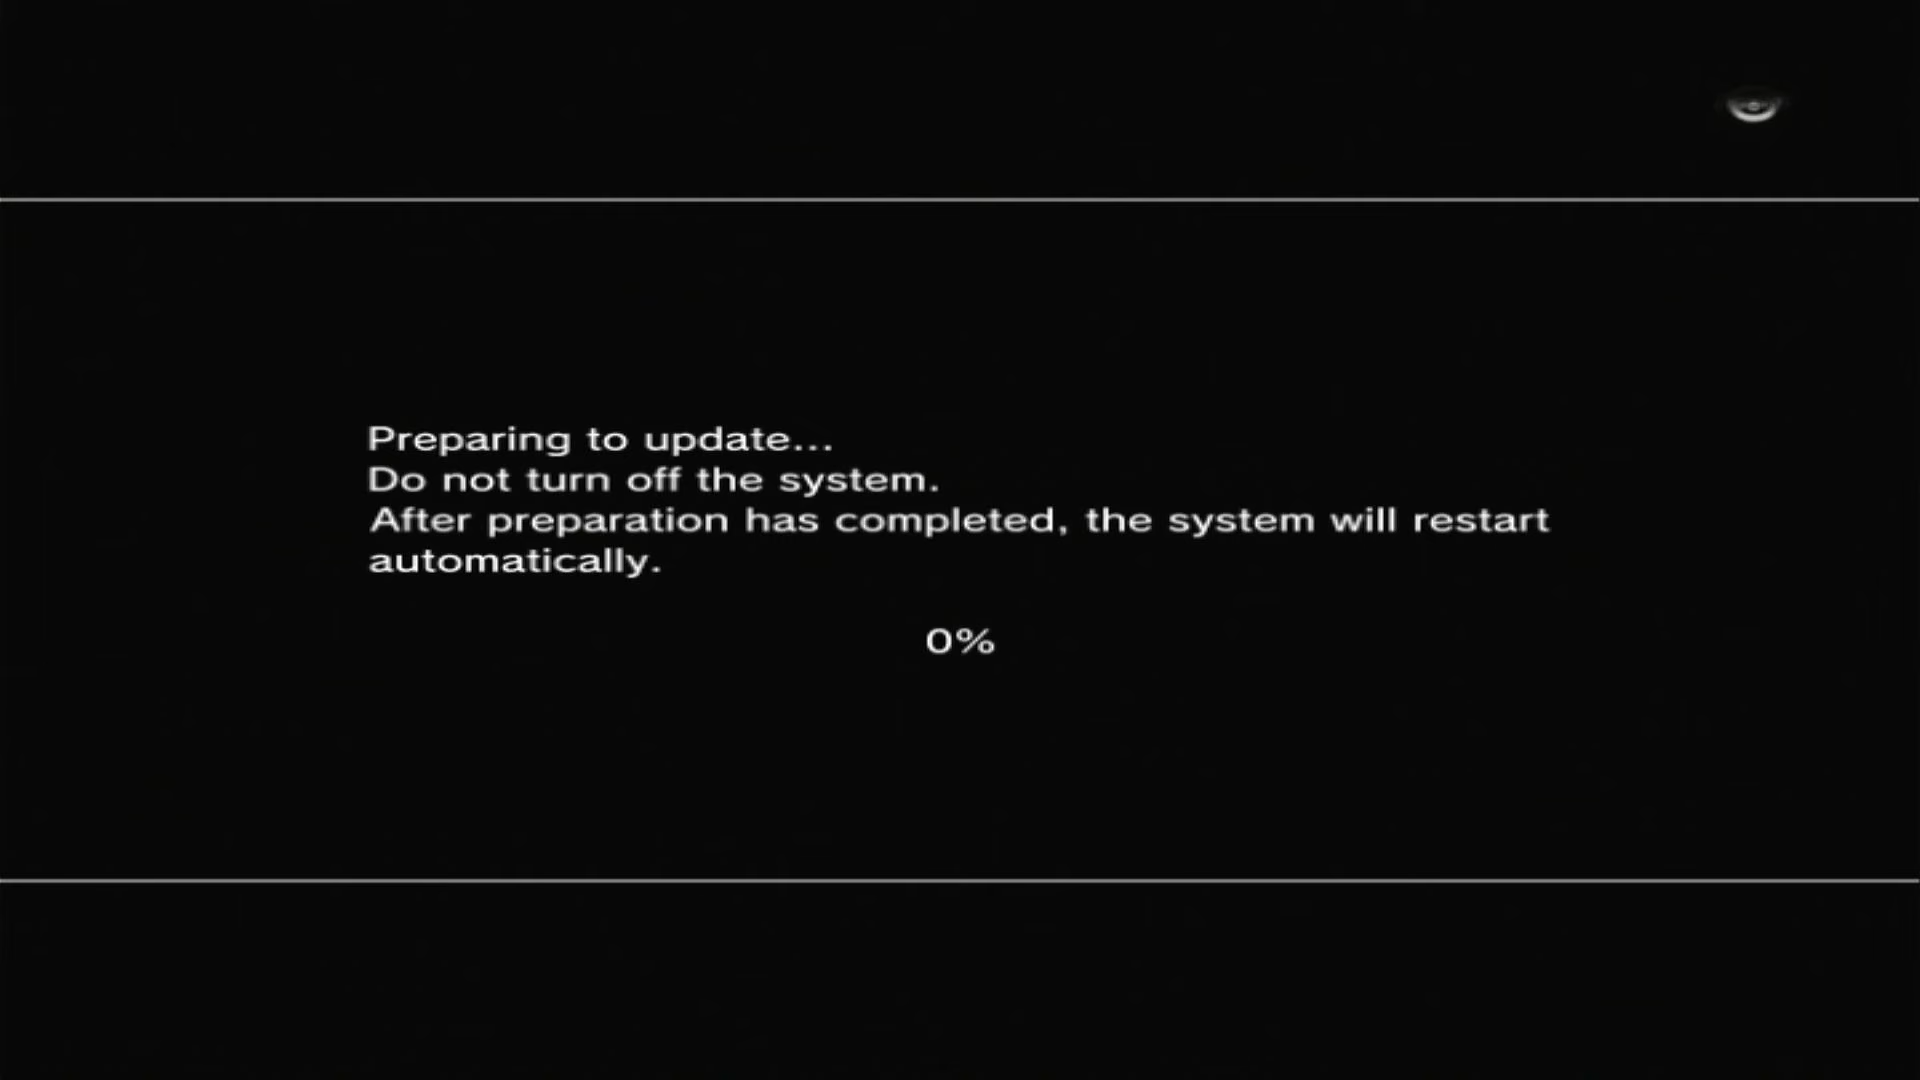 Preparing to update...
Do not turn off the system.
After preparation has completed, the system will restart
automatically.
0%